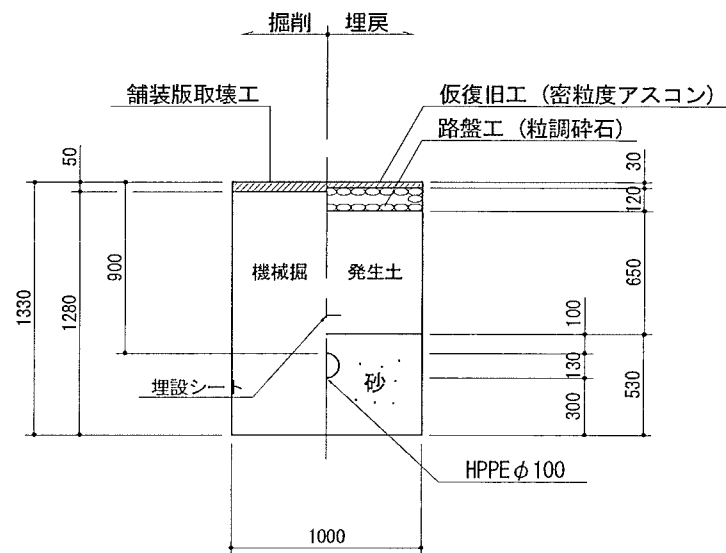 掘削 埋戻
舗装版取壊工
仮復旧工（密粒度アスコン）
路盤工（粒調砕石）
50
30
120
900
機械掘
発生土
650
1330
1280
100
130
530
300
砂
埋設シート
HPPEφ100
1000